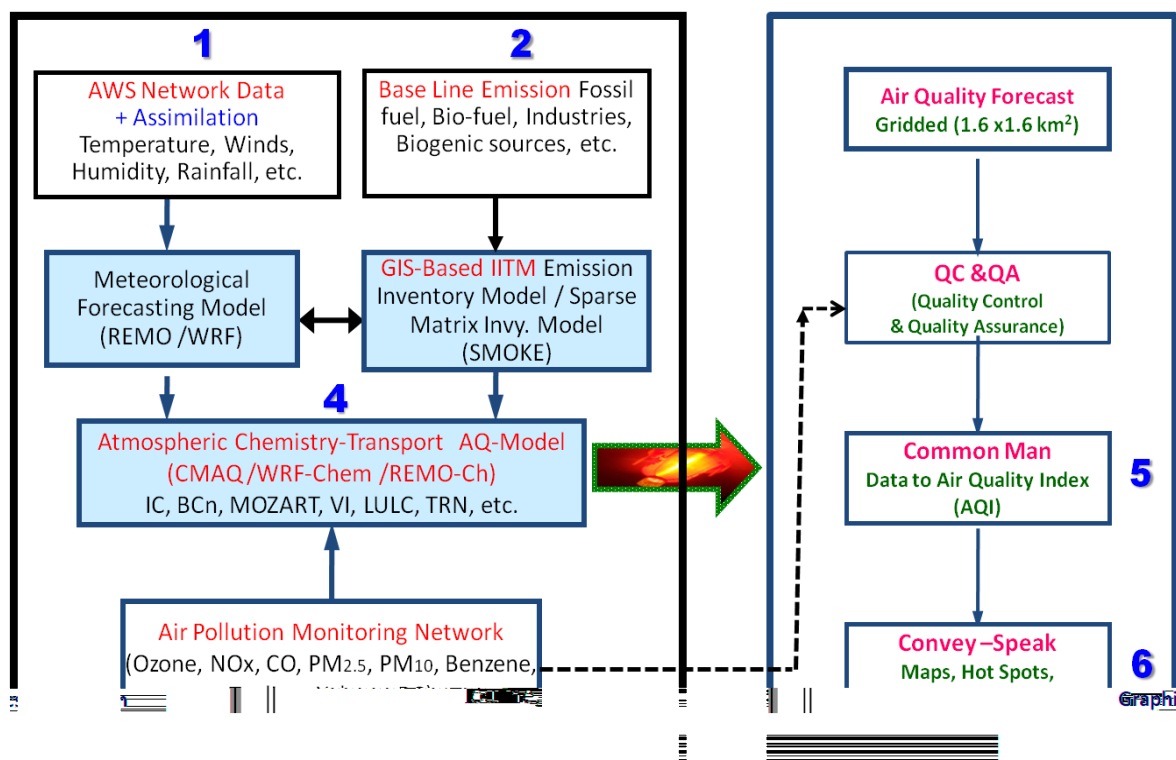 1
AWS Network Data
+ Assimilation
Temperature, Winds,
Humidity, Rainfall, etc.
2
Base Line Emission Fossil
fuel, Bio-fuel, Industries,
Biogenic sources, etc.
Meteorological
Forecasting Model
(REMO /WRF)
GIS-Based IITM Emission
Inventory Model / Sparse
Matrix Invy. Model
(SMOKE)
4
Atmospheric Chemistry-Transport AQ-Model
(CMAQ /WRF-Chem /REMO-Ch)
IC, BCn, MOZART, VI, LULC, TRN, etc.
Air Pollution Monitoring Network
(Ozone, NOx, CO, PM2.5, PM10, Benzene,
Air Quality Forecast
Gridded (1.6 x1.6 km²)
QC &QA
(Quality Control
& Quality Assurance)
Common Man
Data to Air Quality Index
(AQI)
5
Convey –Speak
Maps, Hot Spots,
6